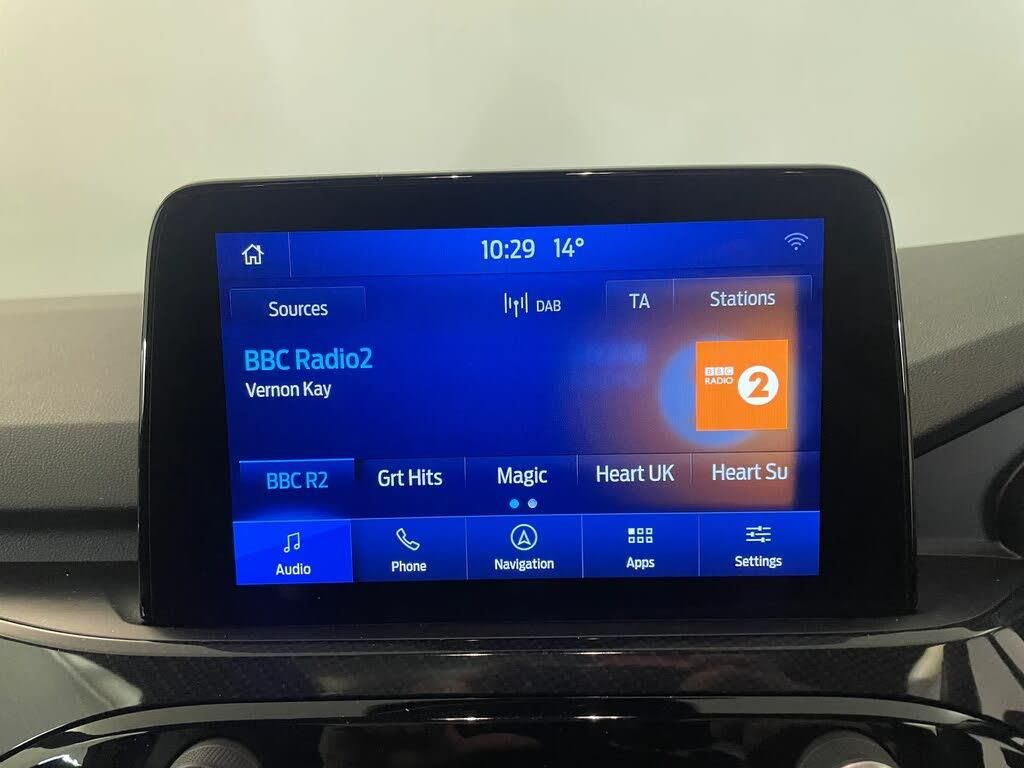 10:29 14°
Sources
DAB
TA
Stations
BBC Radio2
Vernon Kay
BBC
RADIO
2
BBC R2
Grt Hits
Magic
Heart UK
Heart Su
Audio
Phone
Navigation
Apps
Settings